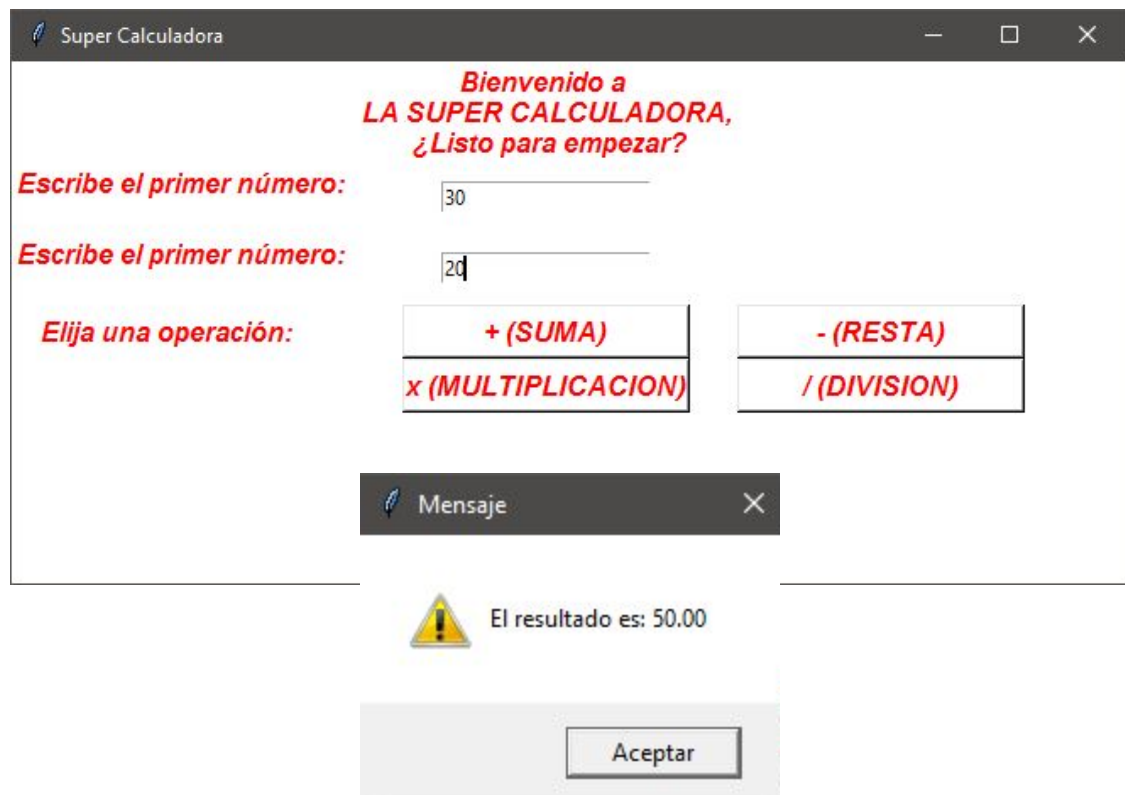 Super Calculadora
Bienvenido a
LA SUPER CALCULADORA,
¿Listo para empezar?
Escribe el primer número:
30
Escribe el primer número:
20
Elija una operación:
+ (SUMA)
- (RESTA)
x (MULTIPLICACION)
/ (DIVISION)
Mensaje
El resultado es: 50.00
Aceptar